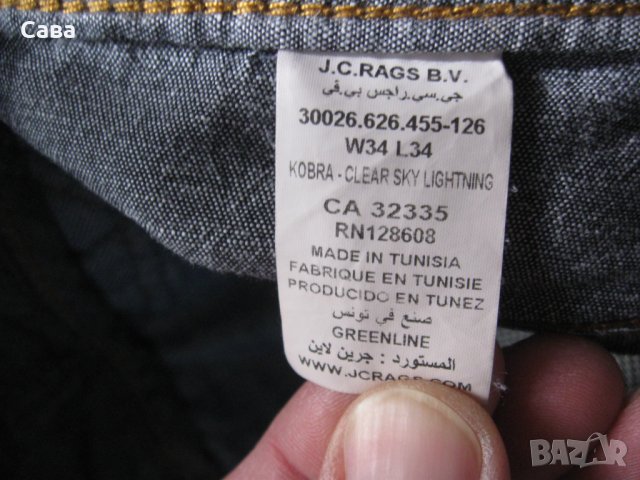 Caba
J.C.RAGS B.V.
جي.سي.راجس بي.في
30026.626.455-126
W34 L34
KOBRA - CLEAR SKY LIGHTNING
CA 32335
RN128608
MADE IN TUNISIA
FABRIQUE EN TUNISIE
PRODUCIDO EN TUNEZ
صنع في تونس
GREENLINE
المستورد : جرين لاين
WWW.JCRAGS.COM
BAZAR